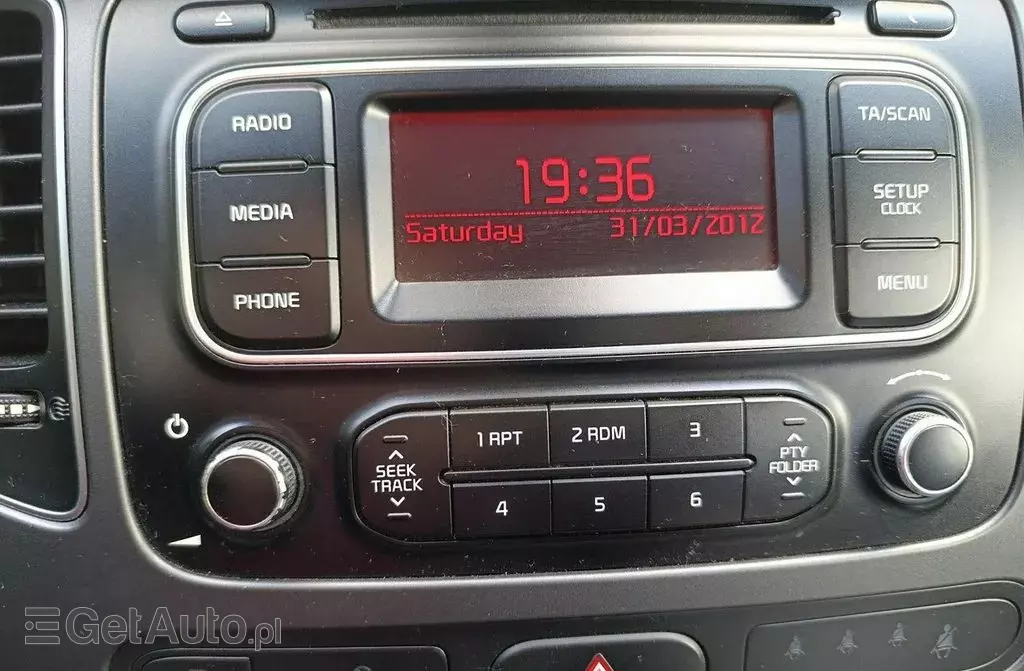 RADIO
MEDIA
PHONE
19:36
Saturday 31/03/2012
TA/SCAN
SETUP
CLOCK
MENU
SEEK
TRACK
1 RPT
2 RDM
3
4
5
6
PTY
FOLDER
GetAuto.pl